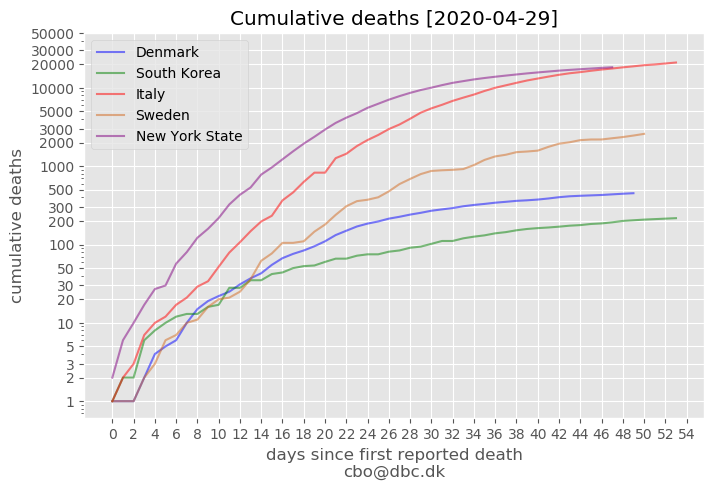 Cumulative deaths [2020-04-29]
50000
30000
20000
10000
5000
3000
2000
1000
500
300
200
100
50
30
20
10
5
3
2
1
cumulative deaths
Denmark
South Korea
Italy
Sweden
New York State
0 2 4 6 8 10 12 14 16 18 20 22 24 26 28 30 32 34 36 38 40 42 44 46 48 50 52 54
days since first reported death
cbo@dbc.dk